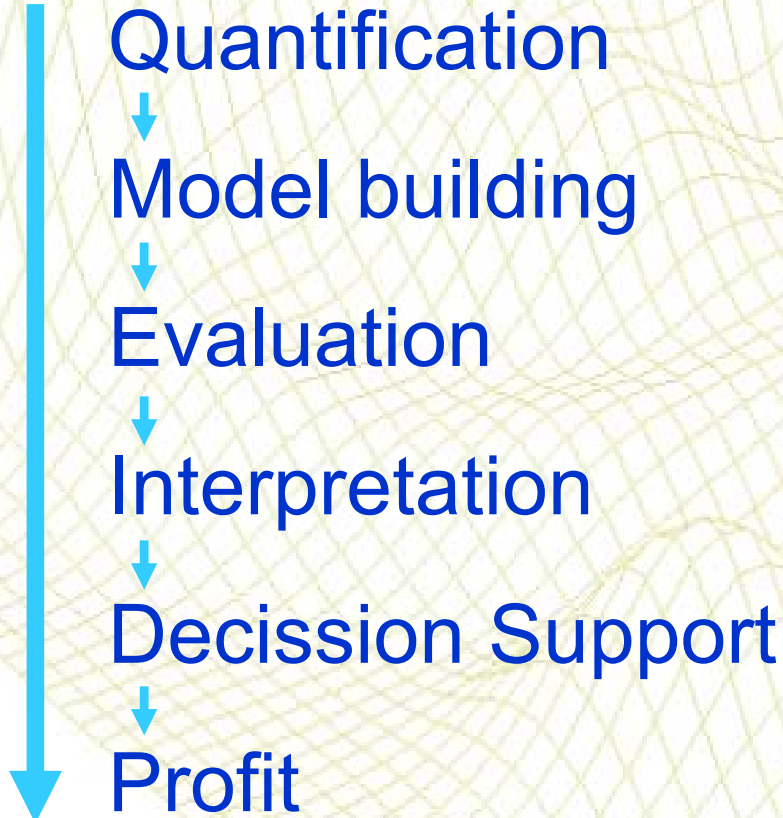 Quantification
Model building
Evaluation
Interpretation
Decission Support
Profit